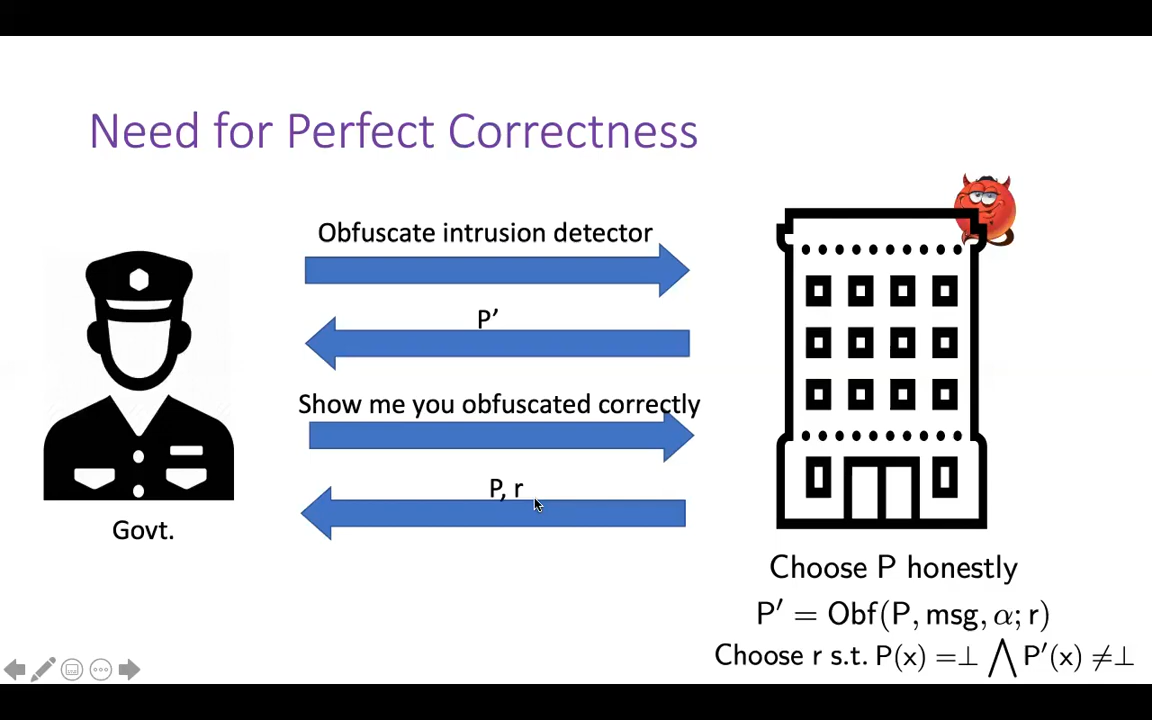 Need for Perfect Correctness
Obfuscate intrusion detector
P’
Show me you obfuscated correctly
P, r
Govt.
Choose P honestly
P′ = Obf(P, msg, α; r)
Choose r s.t. P(x) =⊥ ⋀ P′(x) ≠⊥